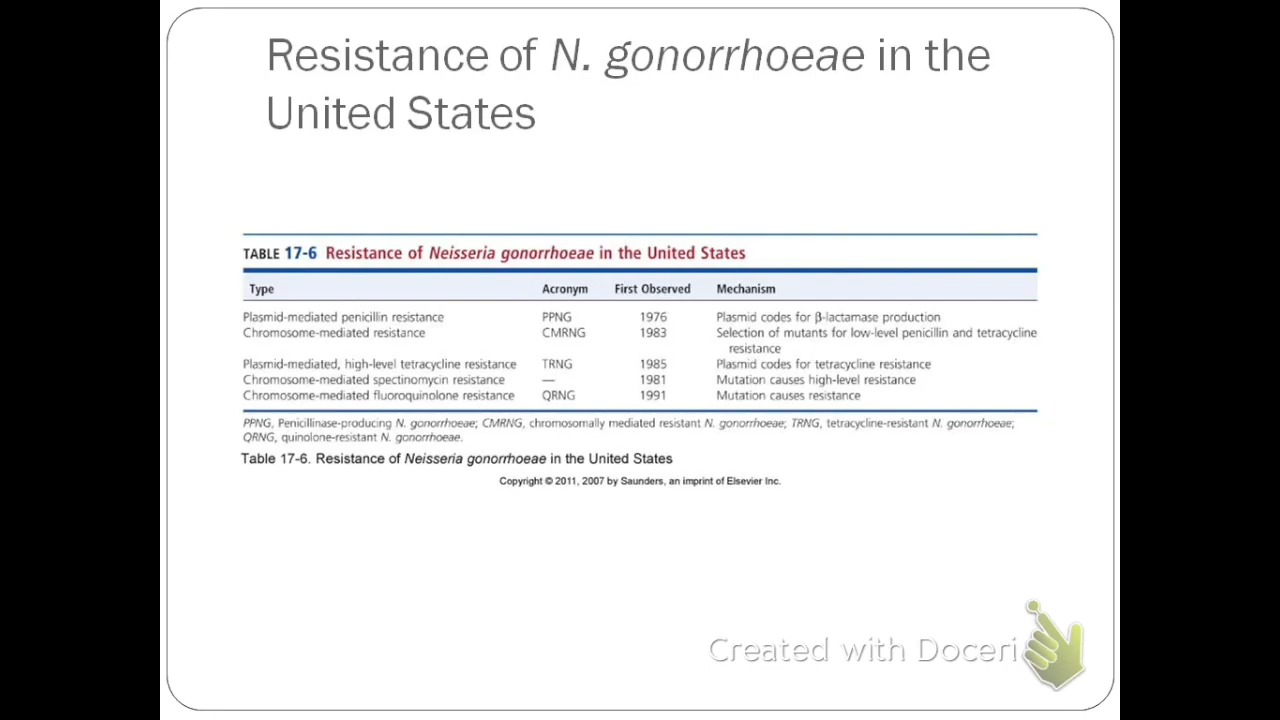 Resistance of N. gonorrhoeae in the
United States
TABLE 17-6 Resistance of Neisseria gonorrhoeae in the United States
Type Acronym First Observed Mechanism
Plasmid-mediated penicillin resistance PPNG 1976 Plasmid codes for β-lactamase production
Chromosome-mediated resistance CMRNG 1983 Selection of mutants for low-level penicillin and tetracycline
resistance
Plasmid-mediated, high-level tetracycline resistance TRNG 1985 Plasmid codes for tetracycline resistance
Chromosome-mediated spectinomycin resistance — 1981 Mutation causes high-level resistance
Chromosome-mediated fluoroquinolone resistance QRNG 1991 Mutation causes resistance
PPNG, Penicillinase-producing N. gonorrhoeae; CMRNG, chromosomally mediated resistant N. gonorrhoeae; TRNG, tetracycline-resistant N. gonorrhoeae;
QRNG, quinolone-resistant N. gonorrhoeae.
Table 17-6. Resistance of Neisseria gonorrhoeae in the United States
Copyright © 2011, 2007 by Saunders, an imprint of Elsevier Inc.
Created with Doceri